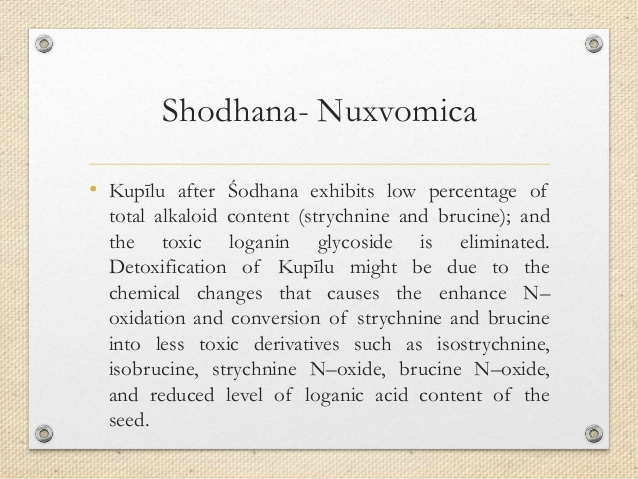 Shodhana- Nuxvomica
• Kupīlu after Śodhana exhibits low percentage of
total alkaloid content (strychnine and brucine); and
the toxic loganin glycoside is eliminated.
Detoxification of Kupīlu might be due to the
chemical changes that causes the enhance N–
oxidation and conversion of strychnine and brucine
into less toxic derivatives such as isostrychnine,
isobrucine, strychnine N–oxide, brucine N–oxide,
and reduced level of loganic acid content of the
seed.